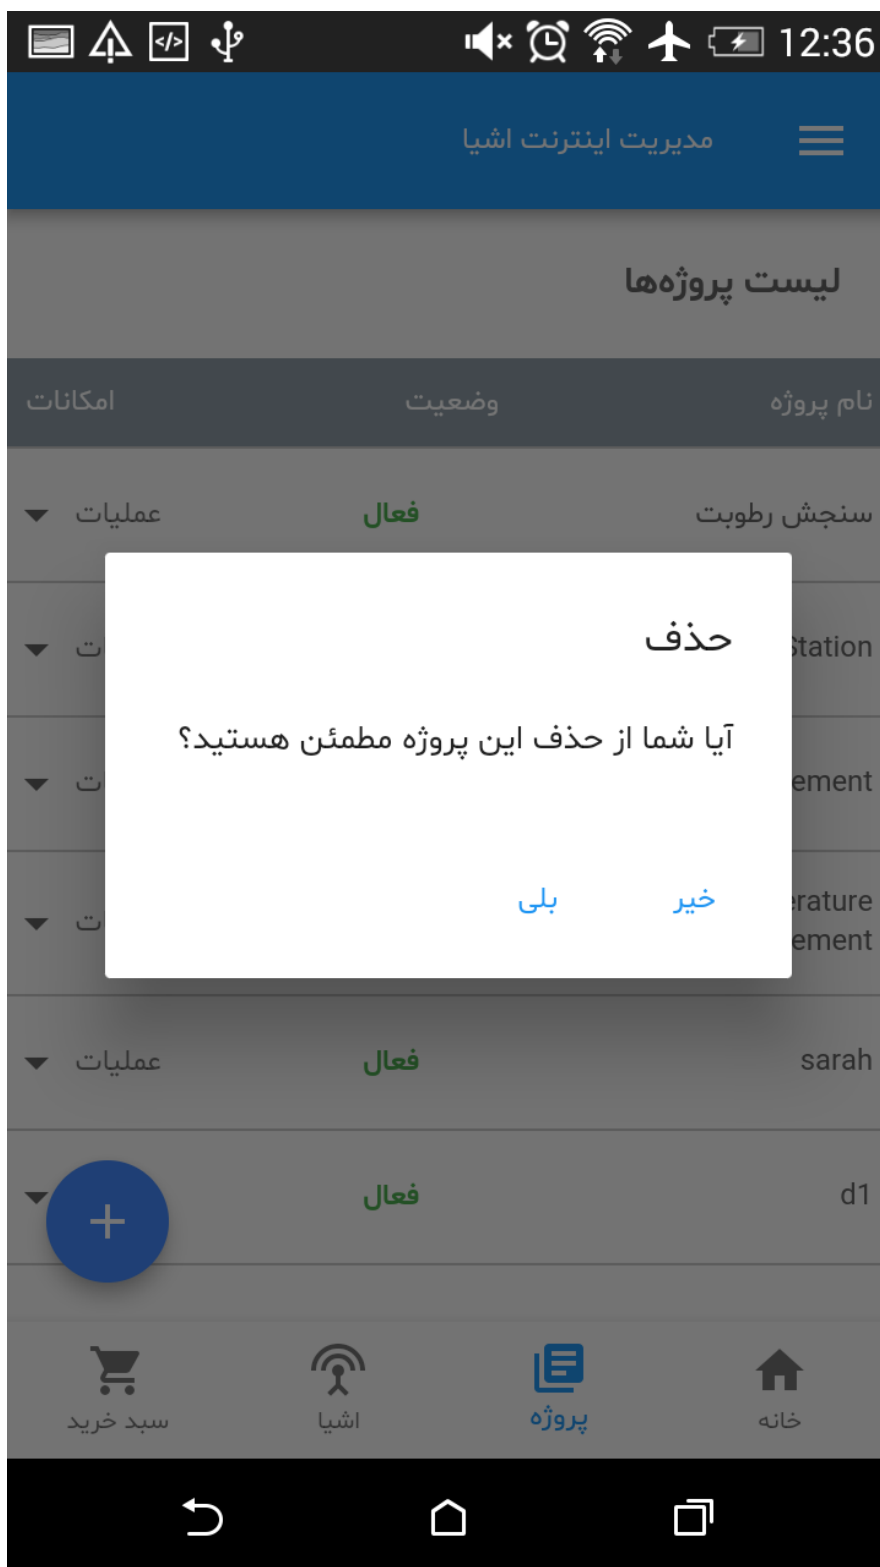 12:36
مدیریت اینترنت اشیا
لیست پروژه‌ها
نام پروژه وضعیت امکانات
سنجش رطوبت فعال عملیات
حذف
آیا شما از حذف این پروژه مطمئن هستید؟
خیر بلی
sarah فعال عملیات
d1 فعال
خانه پروژه اشیا سبد خرید